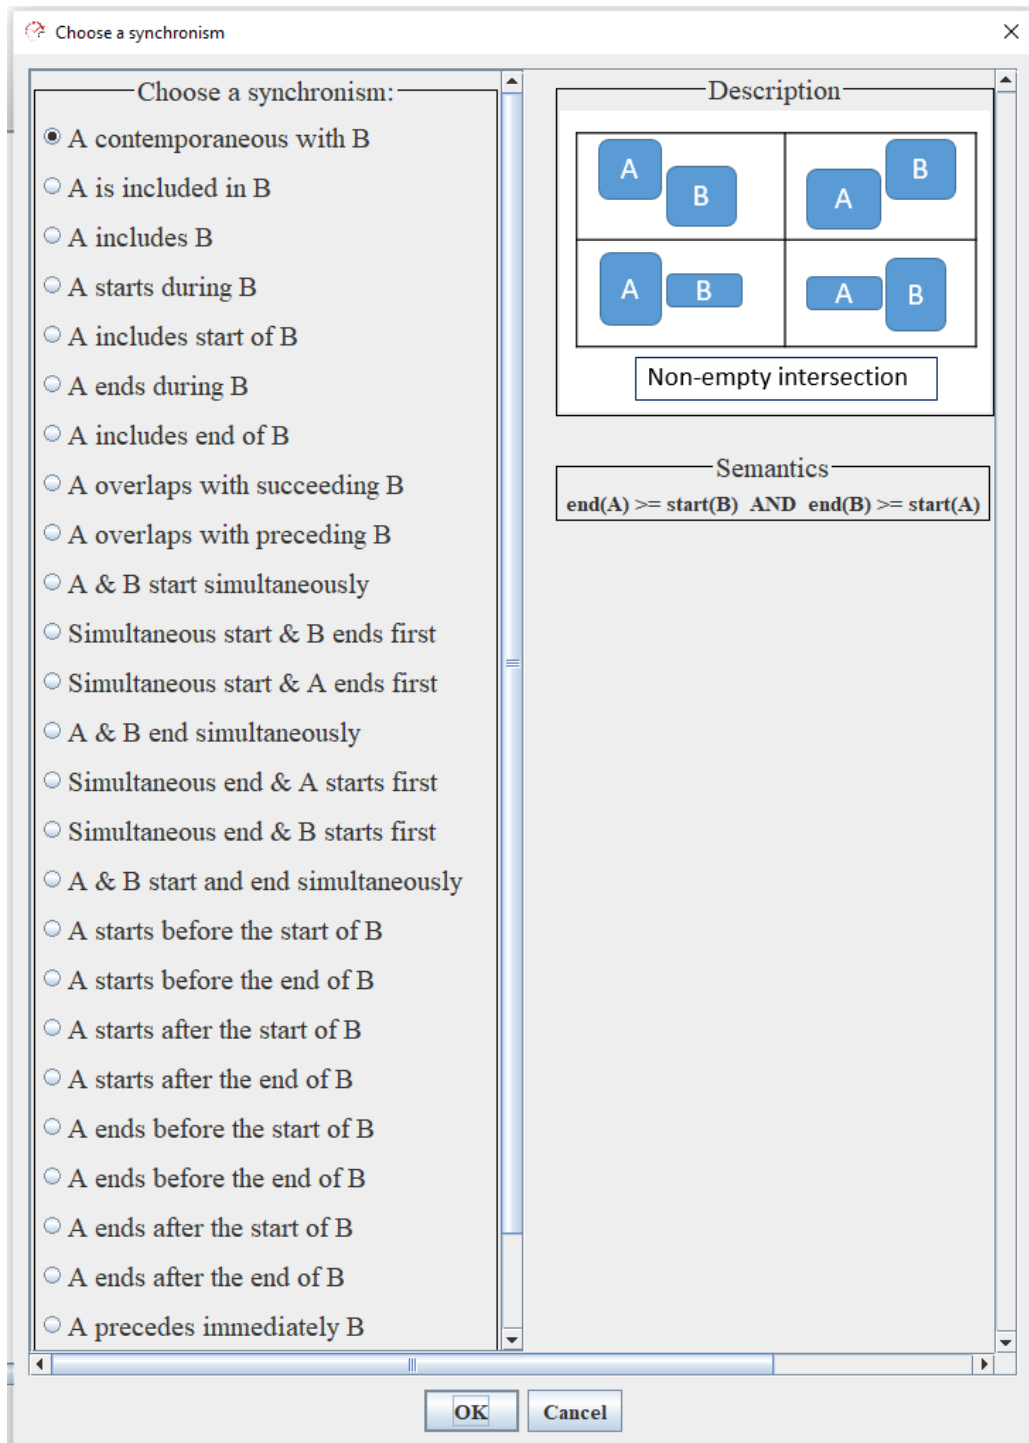 Choose a synchronism
Choose a synchronism:
A contemporaneous with B
A is included in B
A includes B
A starts during B
A includes start of B
A ends during B
A includes end of B
A overlaps with succeeding B
A overlaps with preceding B
A & B start simultaneously
Simultaneous start & B ends first
Simultaneous start & A ends first
A & B end simultaneously
Simultaneous end & A starts first
Simultaneous end & B starts first
A & B start and end simultaneously
A starts before the start of B
A starts before the end of B
A starts after the start of B
A starts after the end of B
A ends before the start of B
A ends before the end of B
A ends after the start of B
A ends after the end of B
A precedes immediately B
Description
A
B
A
B
A
B
A
B
Non-empty intersection
Semantics
end(A) >= start(B) AND end(B) >= start(A)
OK
Cancel